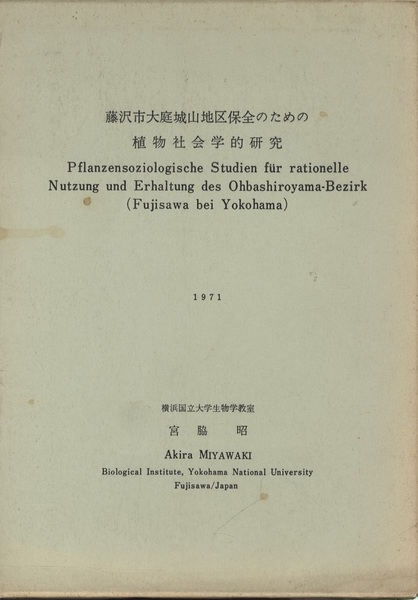 藤沢市大庭城山地区保全のための
植物社会学的研究
Pflanzensoziologische Studien für rationelle
Nutzung und Erhaltung des Ohbashiroyama-Bezirk
(Fujisawa bei Yokohama)
1971
横浜国立大学生物学教室
宮脇昭
Akira MIYAWAKI
Biological Institute, Yokohama National University
Fujisawa/Japan